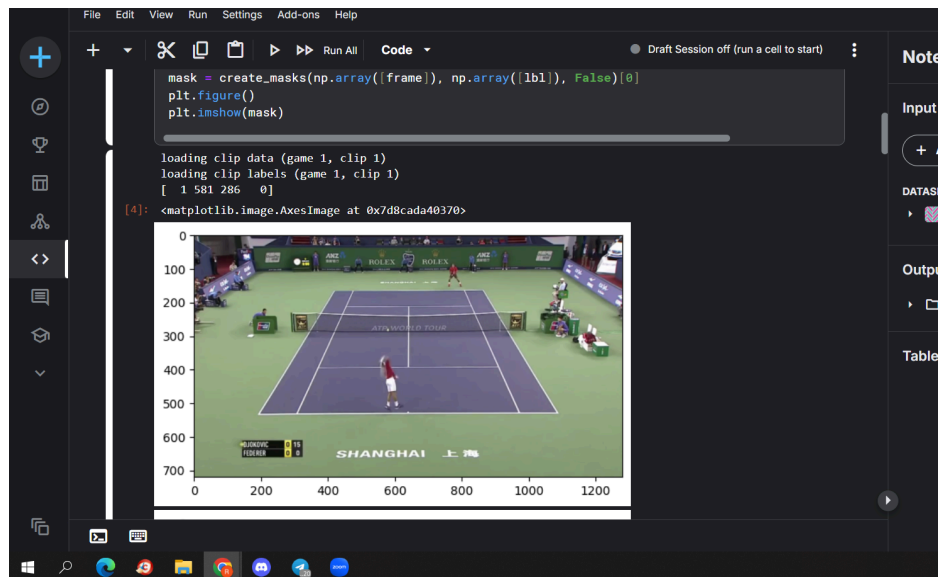 File Edit View Run Settings Add-ons Help
Run All Code Draft Session off (run a cell to start)
Note
mask = create_masks(np.array([frame]), np.array([lbl]), False)[0]
plt.figure()
plt.imshow(mask)
Input
loading clip data (game 1, clip 1)
loading clip labels (game 1, clip 1)
[ 1 581 286 0]
DATAS
[4]: <matplotlib.image.AxesImage at 0x7d8cada40370>
ANZ ROLEX ROLEX ANZ
ATP WORLD TOUR
DJOKOVIC 0 15
FEDERER 0 0
SHANGHAI 上海
0
100
200
300
400
500
600
700
0 200 400 600 800 1000 1200
Outpu
Table
zoom